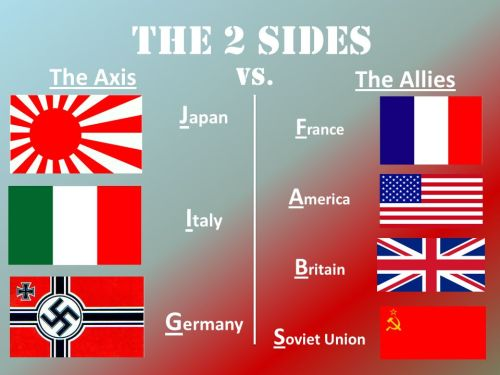 THE 2 SIDES
The Axis vs. The Allies
Japan
France
America
Italy
Britain
Germany
Soviet Union